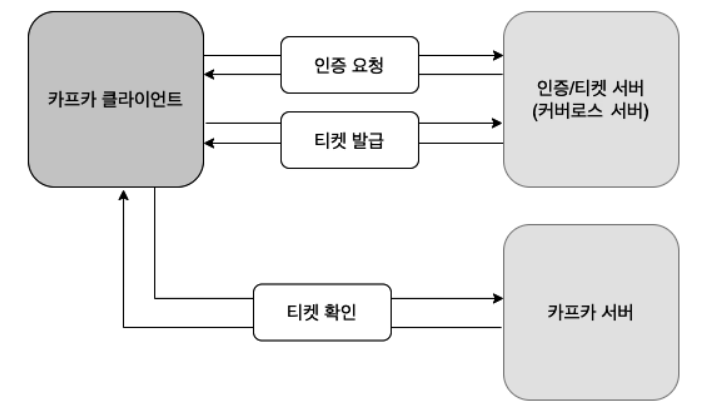 인증 요청
카프카 클라이언트
인증/티켓 서버
(커버로스 서버)
티켓 발급
티켓 확인
카프카 서버